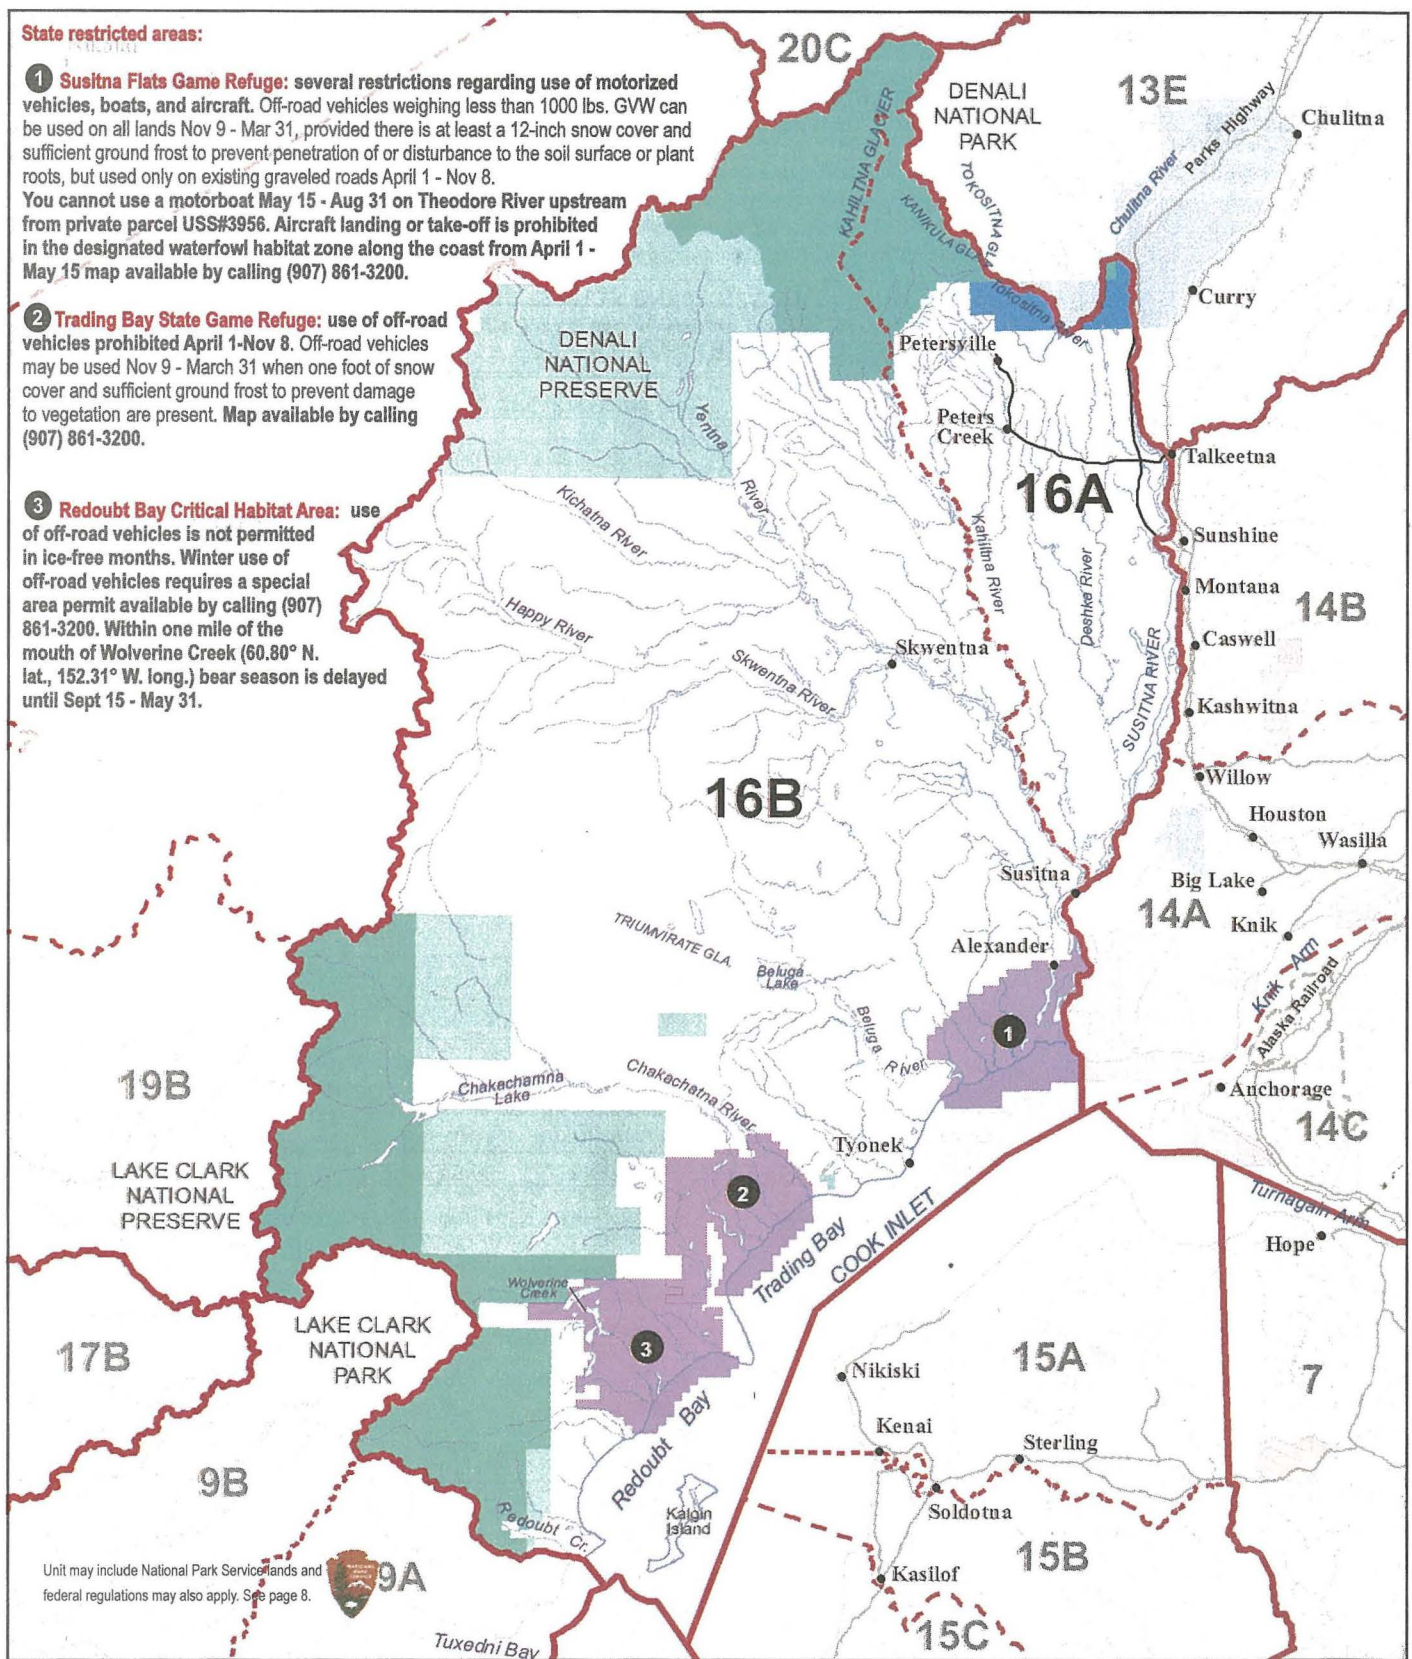 State restricted areas:
1 Susitna Flats Game Refuge: several restrictions regarding use of motorized
vehicles, boats, and aircraft. Off-road vehicles weighing less than 1000 lbs. GVW can
be used on all lands Nov 9 - Mar 31, provided there is at least a 12-inch snow cover and
sufficient ground frost to prevent penetration of or disturbance to the soil surface or plant
roots, but used only on existing graveled roads April 1 - Nov 8.
You cannot use a motorboat May 15 - Aug 31 on Theodore River upstream
from private parcel USS#3956. Aircraft landing or take-off is prohibited
in the designated waterfowl habitat zone along the coast from April 1 -
May 15 map available by calling (907) 861-3200.
2 Trading Bay State Game Refuge: use of off-road
vehicles prohibited April 1-Nov 8. Off-road vehicles
may be used Nov 9 - March 31 when one foot of snow
cover and sufficient ground frost to prevent damage
to vegetation are present. Map available by calling
(907) 861-3200.
3 Redoubt Bay Critical Habitat Area: use
of off-road vehicles is not permitted
in ice-free months. Winter use of
off-road vehicles requires a special
area permit available by calling (907)
861-3200. Within one mile of the
mouth of Wolverine Creek (60.80° N.
lat., 152.31° W. long.) bear season is delayed
until Sept 15 - May 31.
20C
13E
DENALI
NATIONAL
PARK
Parks Highway
Chulitna
Chulitna River
KAHILTNA GLACIER
KANIKULA GLA.
TOKOSITNA GLA.
Tokositna River
Curry
DENALI
NATIONAL
PRESERVE
Petersville
Peters
Creek
Talkeetna
Yentna
River
16A
Kichatna River
Kahiltna River
Deshka River
Sunshine
Montana
14B
Happy River
Caswell
Skwentna
Skwentna River
SUSITNA RIVER
Kashwitna
16B
Willow
Houston
Wasilla
Susitna
Big Lake
14A
Knik
TRIUMVIRATE GLA.
Alexander
Beluga
Lake
Knik Arm
Alaska Railroad
Beluga
River
1
19B
Chakachamna
Lake
Chakachatna River
Anchorage
14C
Tyonek
LAKE CLARK
NATIONAL
PRESERVE
2
Turnagain Arm
Trading Bay
COOK INLET
Hope
Wolverine
Creek
LAKE CLARK
NATIONAL
PARK
17B
3
15A
7
Nikiski
Redoubt Bay
Kenai
Sterling
9B
Soldotna
Redoubt Cr.
Kalgin
Island
15B
Unit may include National Park Service lands and
federal regulations may also apply. See page 8.
9A
Kasilof
15C
Tuxedni Bay